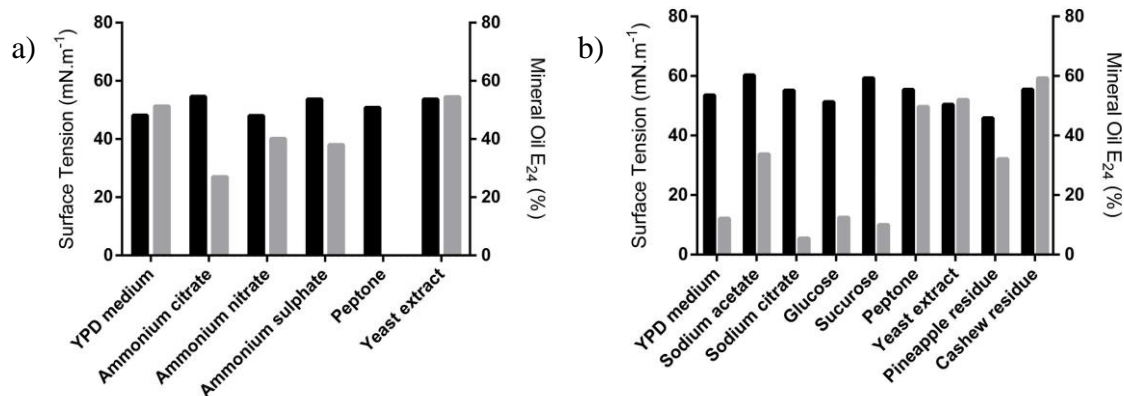 a)
Surface Tension (mN.m-1)
80
60
40
20
0
80
60
40
20
0
Mineral Oil E24 (%)
YPD medium
Ammonium citrate
Ammonium nitrate
Ammonium sulphate
Peptone
Yeast extract
b)
Surface Tension (mN.m-1)
80
60
40
20
0
80
60
40
20
0
Mineral Oil E24 (%)
YPD medium
Sodium acetate
Sodium citrate
Glucose
Sucurose
Peptone
Yeast extract
Pineapple residue
Cashew residue